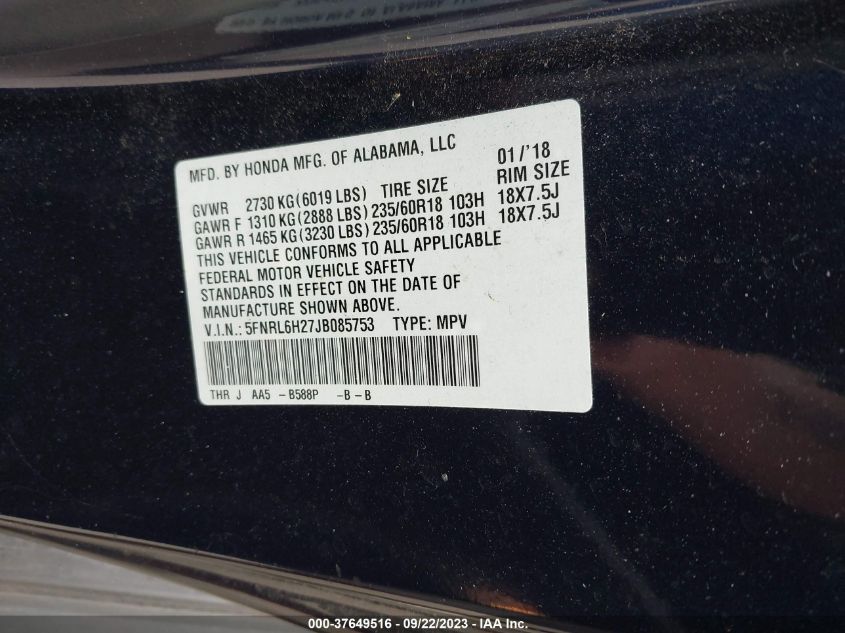 MFD. BY HONDA MFG. OF ALABAMA, LLC 01/'18
GVWR 2730 KG(6019 LBS) TIRE SIZE RIM SIZE
GAWR F 1310 KG(2888 LBS) 235/60R18 103H 18X7.5J
GAWR R 1465 KG(3230 LBS) 235/60R18 103H 18X7.5J
THIS VEHICLE CONFORMS TO ALL APPLICABLE
FEDERAL MOTOR VEHICLE SAFETY
STANDARDS IN EFFECT ON THE DATE OF
MANUFACTURE SHOWN ABOVE.
V.I.N.: 5FNRL6H27JB085753 TYPE: MPV
THR J AA5 - B588P - B - B
000-37649516 - 09/22/2023 - IAA Inc.